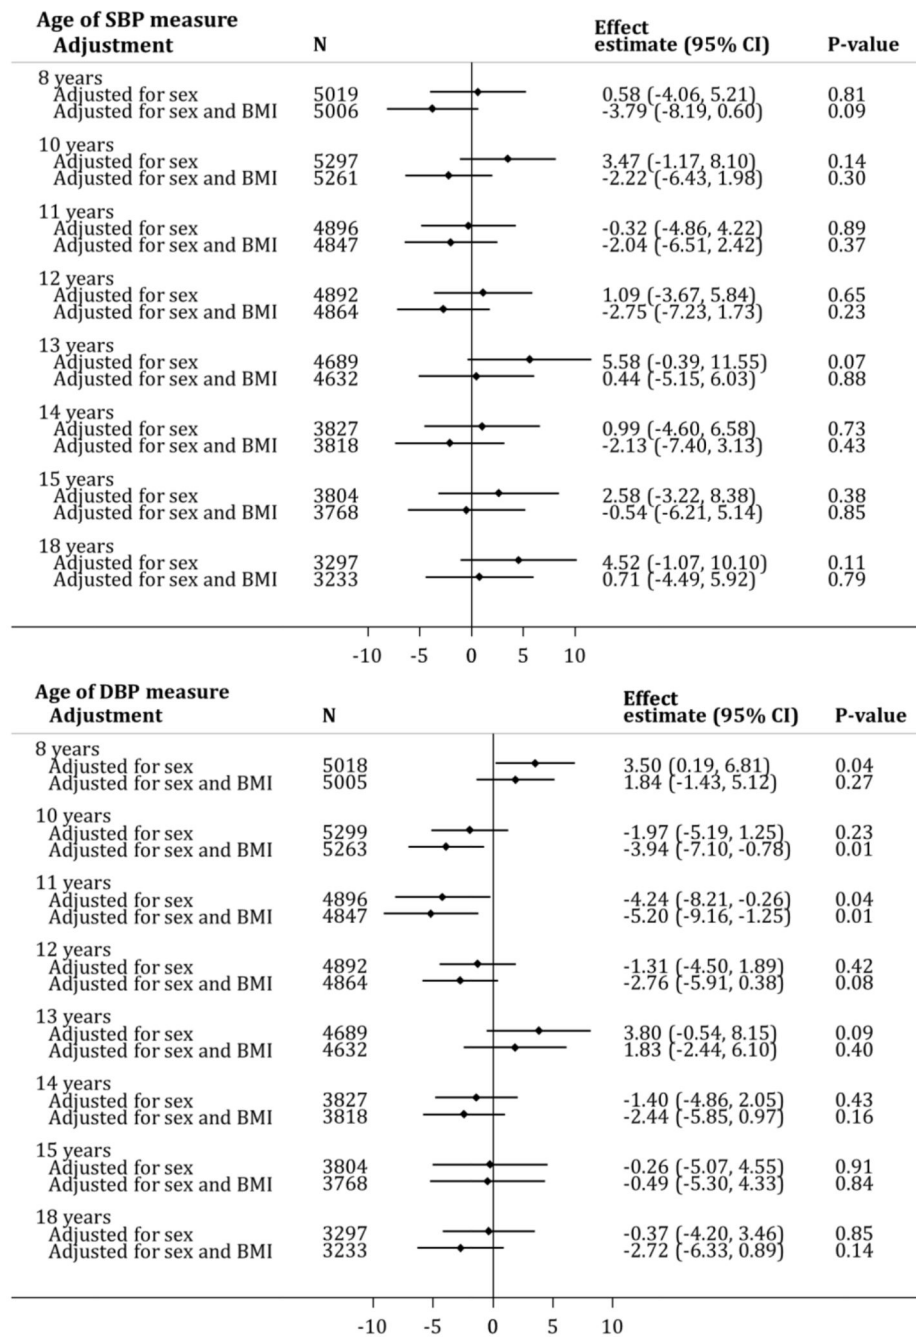 Age of SBP measure
Adjustment N Effect estimate (95% CI) P-value
8 years
Adjusted for sex 5019 0.58 (-4.06, 5.21) 0.81
Adjusted for sex and BMI 5006 -3.79 (-8.19, 0.60) 0.09
10 years
Adjusted for sex 5297 3.47 (-1.17, 8.10) 0.14
Adjusted for sex and BMI 5261 -2.22 (-6.43, 1.98) 0.30
11 years
Adjusted for sex 4896 -0.32 (-4.86, 4.22) 0.89
Adjusted for sex and BMI 4847 -2.04 (-6.51, 2.42) 0.37
12 years
Adjusted for sex 4892 1.09 (-3.67, 5.84) 0.65
Adjusted for sex and BMI 4864 -2.75 (-7.23, 1.73) 0.23
13 years
Adjusted for sex 4689 5.58 (-0.39, 11.55) 0.07
Adjusted for sex and BMI 4632 0.44 (-5.15, 6.03) 0.88
14 years
Adjusted for sex 3827 0.99 (-4.60, 6.58) 0.73
Adjusted for sex and BMI 3818 -2.13 (-7.40, 3.13) 0.43
15 years
Adjusted for sex 3804 2.58 (-3.22, 8.38) 0.38
Adjusted for sex and BMI 3768 -0.54 (-6.21, 5.14) 0.85
18 years
Adjusted for sex 3297 4.52 (-1.07, 10.10) 0.11
Adjusted for sex and BMI 3233 0.71 (-4.49, 5.92) 0.79
-10 -5 0 5 10
Age of DBP measure
Adjustment N Effect estimate (95% CI) P-value
8 years
Adjusted for sex 5018 3.50 (0.19, 6.81) 0.04
Adjusted for sex and BMI 5005 1.84 (-1.43, 5.12) 0.27
10 years
Adjusted for sex 5299 -1.97 (-5.19, 1.25) 0.23
Adjusted for sex and BMI 5263 -3.94 (-7.10, -0.78) 0.01
11 years
Adjusted for sex 4896 -4.24 (-8.21, -0.26) 0.04
Adjusted for sex and BMI 4847 -5.20 (-9.16, -1.25) 0.01
12 years
Adjusted for sex 4892 -1.31 (-4.50, 1.89) 0.42
Adjusted for sex and BMI 4864 -2.76 (-5.91, 0.38) 0.08
13 years
Adjusted for sex 4689 3.80 (-0.54, 8.15) 0.09
Adjusted for sex and BMI 4632 1.83 (-2.44, 6.10) 0.40
14 years
Adjusted for sex 3827 -1.40 (-4.86, 2.05) 0.43
Adjusted for sex and BMI 3818 -2.44 (-5.85, 0.97) 0.16
15 years
Adjusted for sex 3804 -0.26 (-5.07, 4.55) 0.91
Adjusted for sex and BMI 3768 -0.49 (-5.30, 4.33) 0.84
18 years
Adjusted for sex 3297 -0.37 (-4.20, 3.46) 0.85
Adjusted for sex and BMI 3233 -2.72 (-6.33, 0.89) 0.14
-10 -5 0 5 10